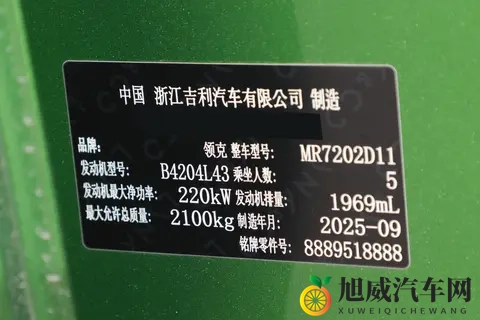 中国 浙江吉利汽车有限公司 制造
品牌: 领克 整车型号: MR7202D11
发动机型号: B4204L43 乘坐人数: 5
发动机最大净功率: 220kW 发动机排量: 1969mL
最大允许总质量: 2100kg 制造年月: 2025-09
铭牌零件号: 8889518888
旭威汽车网
XUWEIQICHEWANG